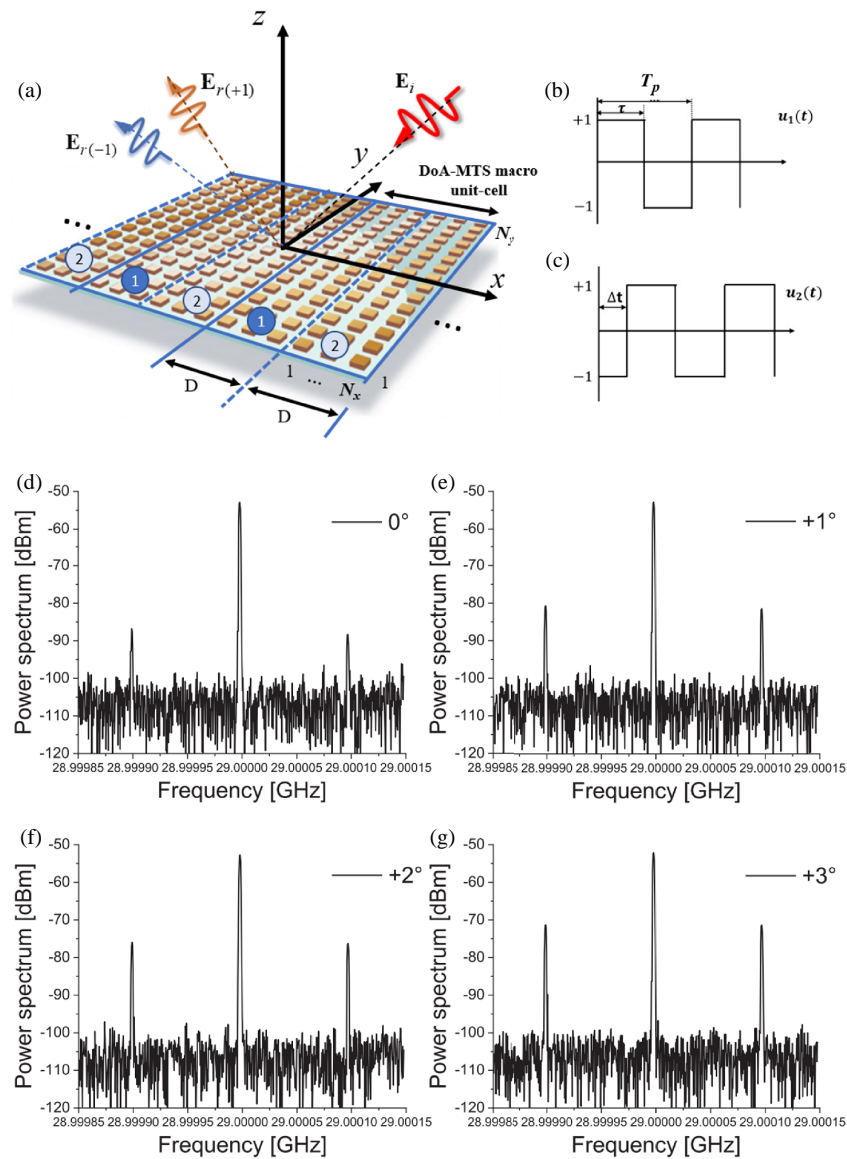 (a)
z
E_r(+1)
E_i
E_r(−1)
y
DoA-MTS macro
unit-cell
...
N_y
2
1
x
2
1
2
...
1 ... N_x 1
D
D
(b)
T_p
...
τ
+1
u_1(t)
−1
(c)
+1
Δt
u_2(t)
−1
(d)
-50
-60
-70
-80
-90
-100
-110
-120
Power spectrum [dBm]
0°
28.99985 28.99990 28.99995 29.00000 29.00005 29.00010 29.00015
Frequency [GHz]
(e)
-50
-60
-70
-80
-90
-100
-110
-120
Power spectrum [dBm]
+1°
28.99985 28.99990 28.99995 29.00000 29.00005 29.00010 29.00015
Frequency [GHz]
(f)
-50
-60
-70
-80
-90
-100
-110
-120
Power spectrum [dBm]
+2°
28.99985 28.99990 28.99995 29.00000 29.00005 29.00010 29.00015
Frequency [GHz]
(g)
-50
-60
-70
-80
-90
-100
-110
-120
Power spectrum [dBm]
+3°
28.99985 28.99990 28.99995 29.00000 29.00005 29.00010 29.00015
Frequency [GHz]